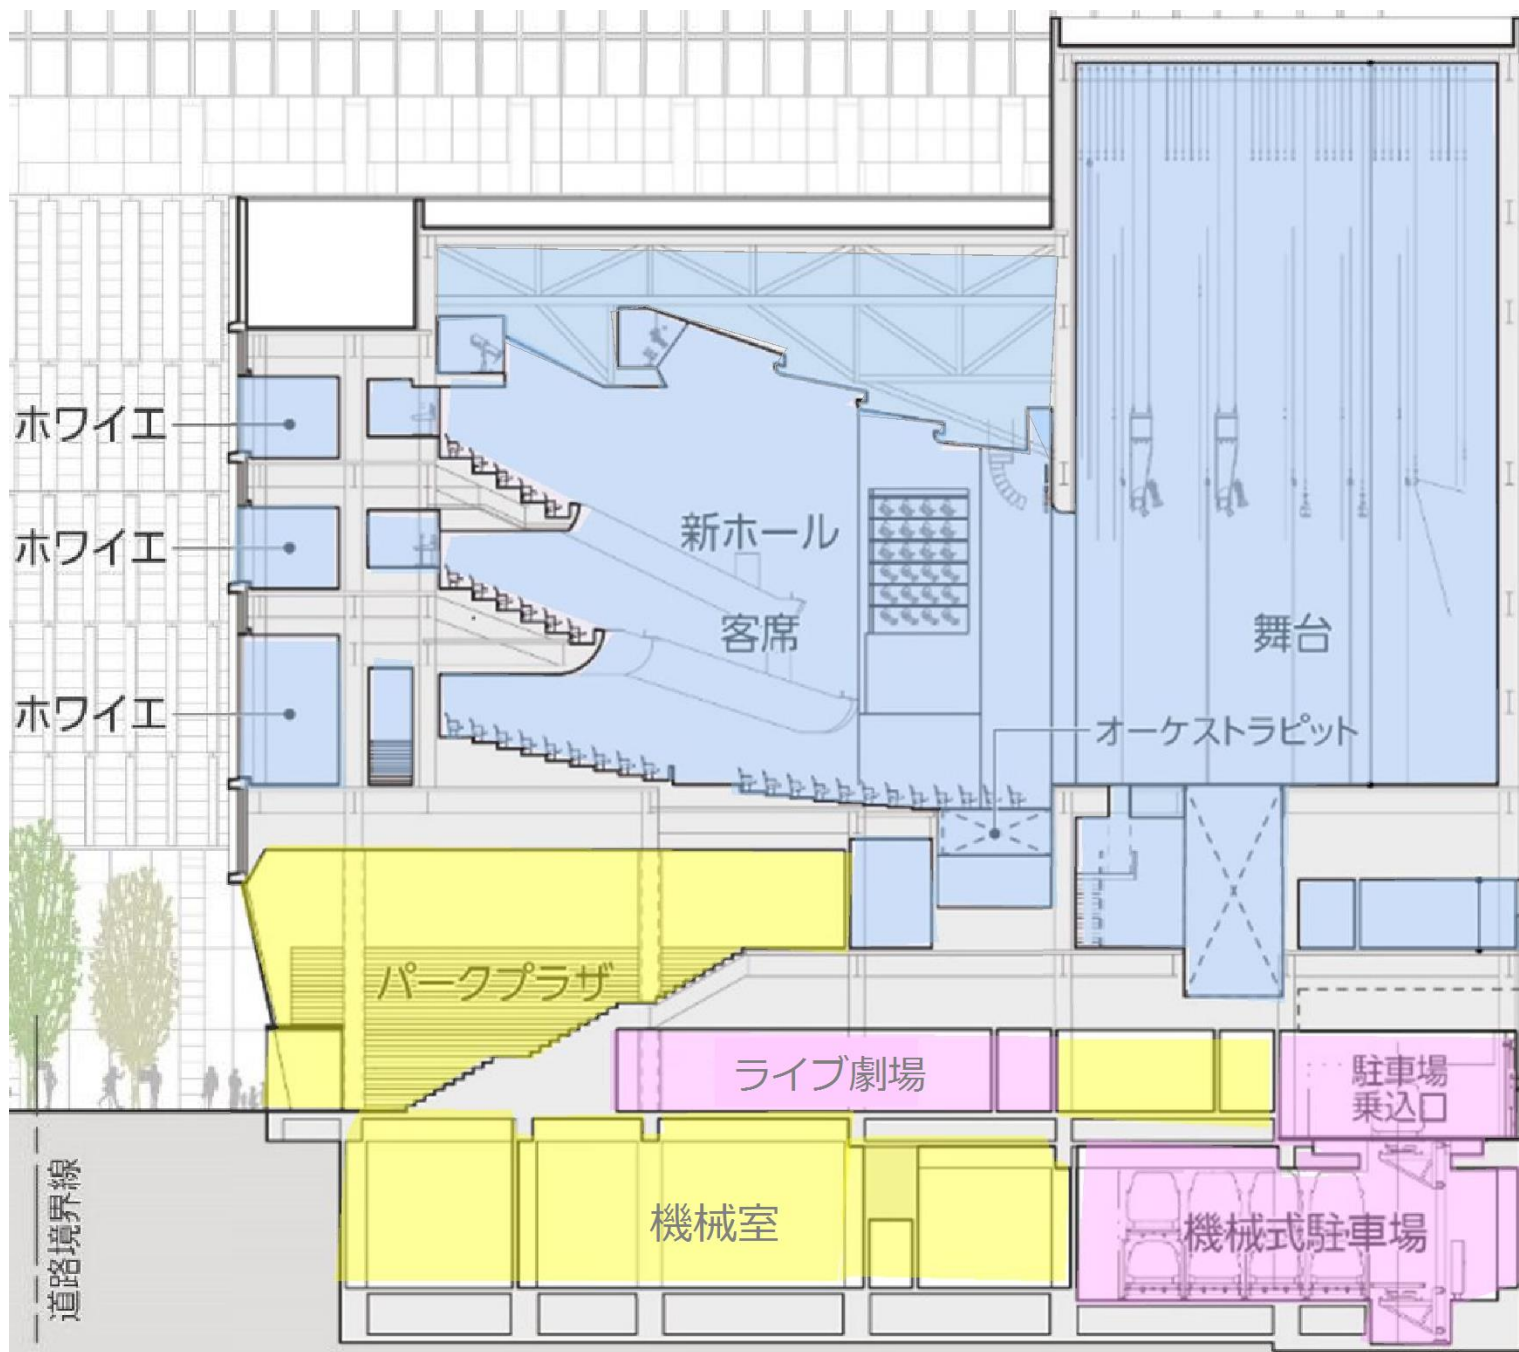 ホワイエ
新ホール
ホワイエ
客席
舞台
ホワイエ
オーケストラピット
パークプラザ
ライブ劇場
駐車場
乗込口
機械室
機械式駐車場
道路境界線